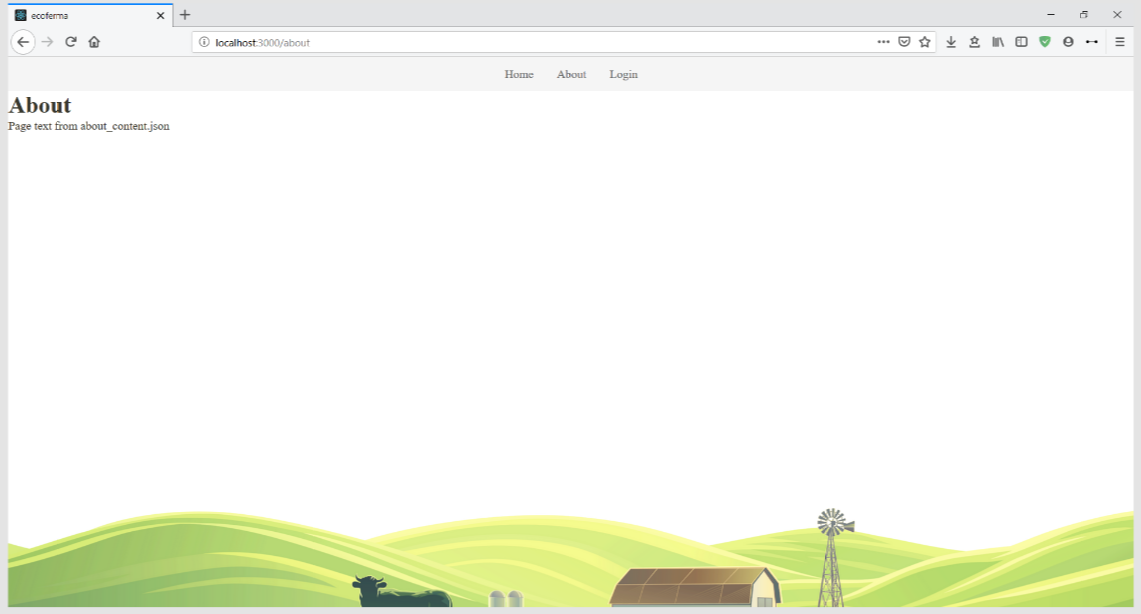 ecoferma
localhost:3000/about
Home About Login
About
Page text from about_content.json